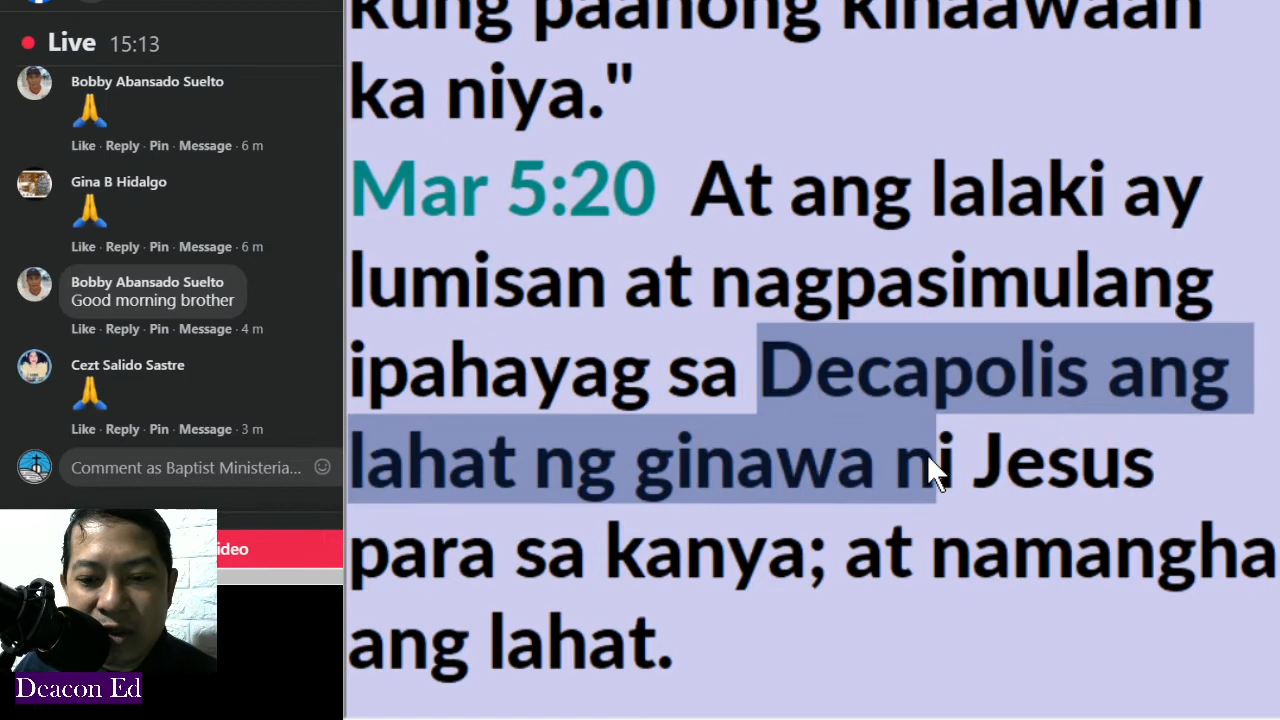 Live 15:13
Bobby Abansado Suelto
Like · Reply · Pin · Message · 6 m
Gina B Hidalgo
Like · Reply · Pin · Message · 6 m
Bobby Abansado Suelto
Good morning brother
Like · Reply · Pin · Message · 4 m
Cezt Salido Sastre
Like · Reply · Pin · Message · 3 m
Comment as Baptist Ministeria...
ideo
Deacon Ed
kung paanong kinaawaan
ka niya."
Mar 5:20 At ang lalaki ay
lumisan at nagpasimulang
ipahayag sa Decapolis ang
lahat ng ginawa ni Jesus
para sa kanya; at namangha
ang lahat.